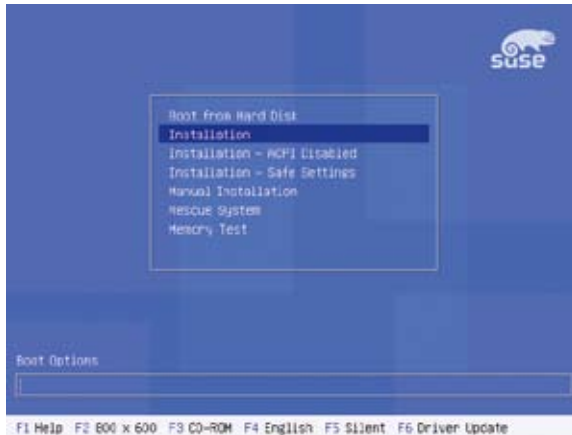 suse
Boot from Hard Disk
Installation
Installation - ACPI Disabled
Installation - Safe Settings
Manual Installation
Rescue System
Memory Test
Boot Options
F1 Help F2 800 x 600 F3 CD-ROM F4 English F5 Silent F6 Driver Update